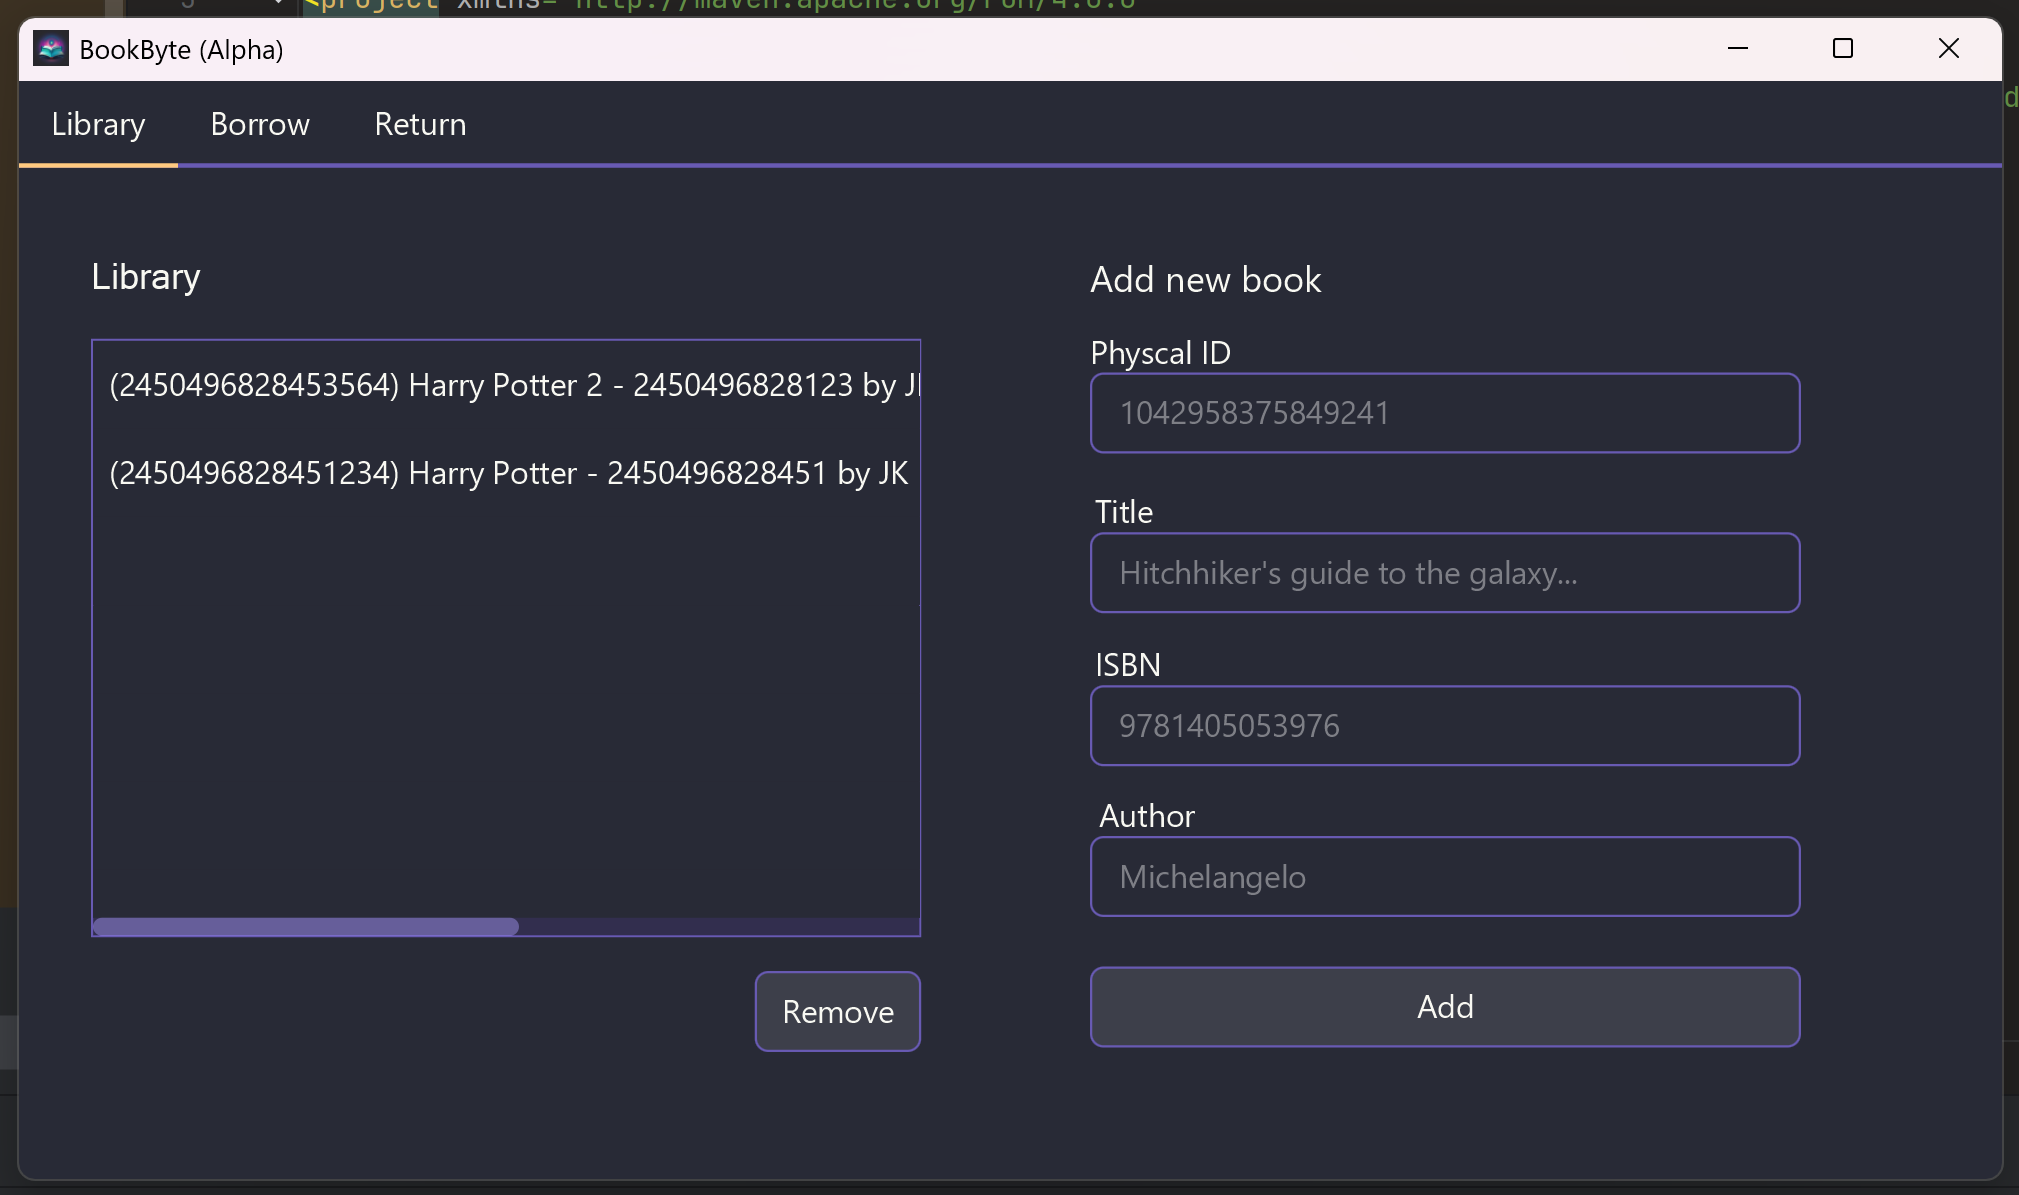 <project xmlns="http://maven.apache.org/POM/4.0.0
BookByte (Alpha)
Library
Borrow
Return
Library
(2450496828453564) Harry Potter 2 - 2450496828123 by
(2450496828451234) Harry Potter - 2450496828451 by JK
Remove
Add new book
Physcal ID
1042958375849241
Title
Hitchhiker's guide to the galaxy...
ISBN
9781405053976
Author
Michelangelo
Add